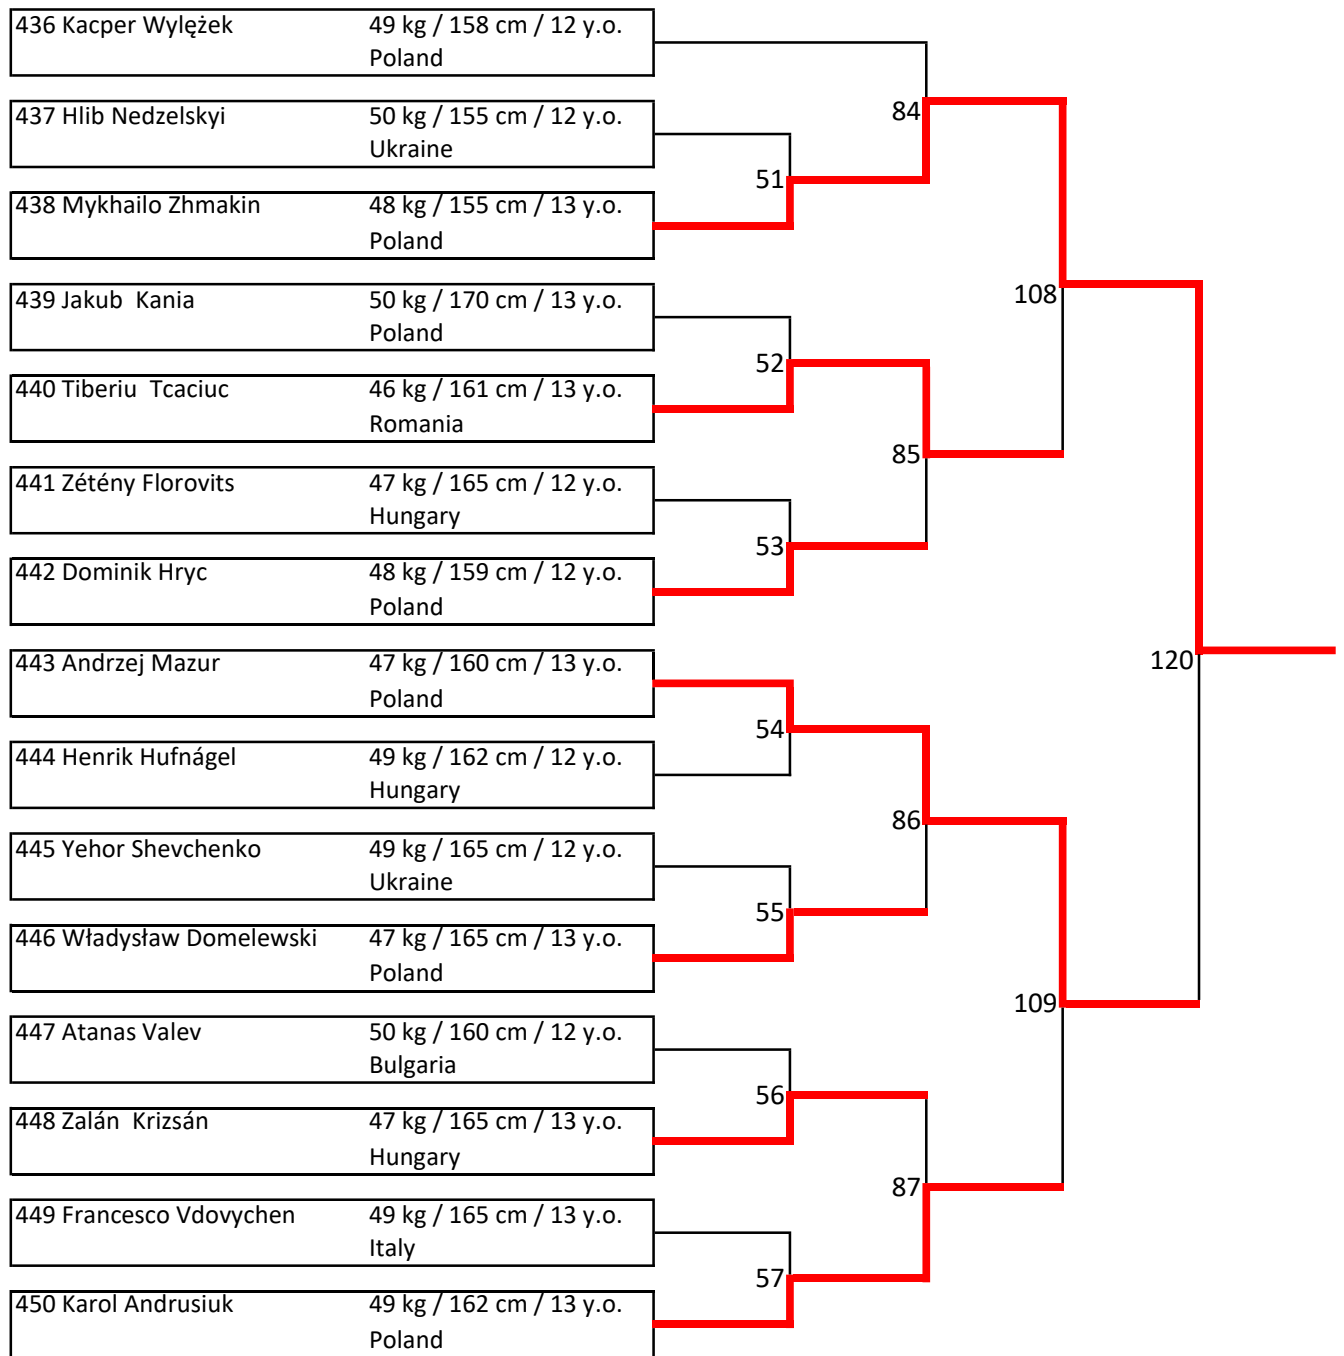 436 Kacper Wylężek 49 kg / 158 cm / 12 y.o.
Poland
84
437 Hlib Nedzelskyi 50 kg / 155 cm / 12 y.o.
Ukraine
51
438 Mykhailo Zhmakin 48 kg / 155 cm / 13 y.o.
Poland
439 Jakub  Kania 50 kg / 170 cm / 13 y.o.
108
Poland
52
440 Tiberiu  Tcaciuc 46 kg / 161 cm / 13 y.o.
Romania
85
441 Zétény Florovits 47 kg / 165 cm / 12 y.o.
Hungary
53
442 Dominik Hryc 48 kg / 159 cm / 12 y.o.
Poland
443 Andrzej Mazur 47 kg / 160 cm / 13 y.o.
120
Poland
54
444 Henrik Hufnágel 49 kg / 162 cm / 12 y.o.
Hungary
86
445 Yehor Shevchenko 49 kg / 165 cm / 12 y.o.
Ukraine
55
446 Władysław Domelewski 47 kg / 165 cm / 13 y.o.
Poland
109
447 Atanas Valev 50 kg / 160 cm / 12 y.o.
Bulgaria
56
448 Zalán  Krizsán 47 kg / 165 cm / 13 y.o.
Hungary
87
449 Francesco Vdovychen 49 kg / 165 cm / 13 y.o.
Italy
57
450 Karol Andrusiuk 49 kg / 162 cm / 13 y.o.
Poland